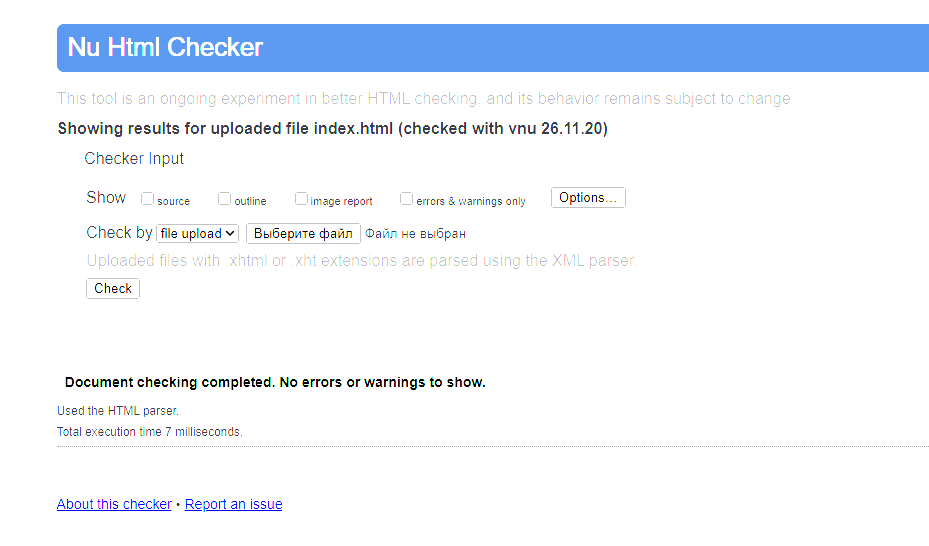 Nu Html Checker
This tool is an ongoing experiment in better HTML checking, and its behavior remains subject to change
Showing results for uploaded file index.html (checked with vnu 26.11.20)
Checker Input
Show source outline image report errors & warnings only Options...
Check by file upload Выберите файл Файл не выбран
Uploaded files with .xhtml or .xht extensions are parsed using the XML parser.
Check
Document checking completed. No errors or warnings to show.
Used the HTML parser.
Total execution time 7 milliseconds.
About this checker • Report an issue